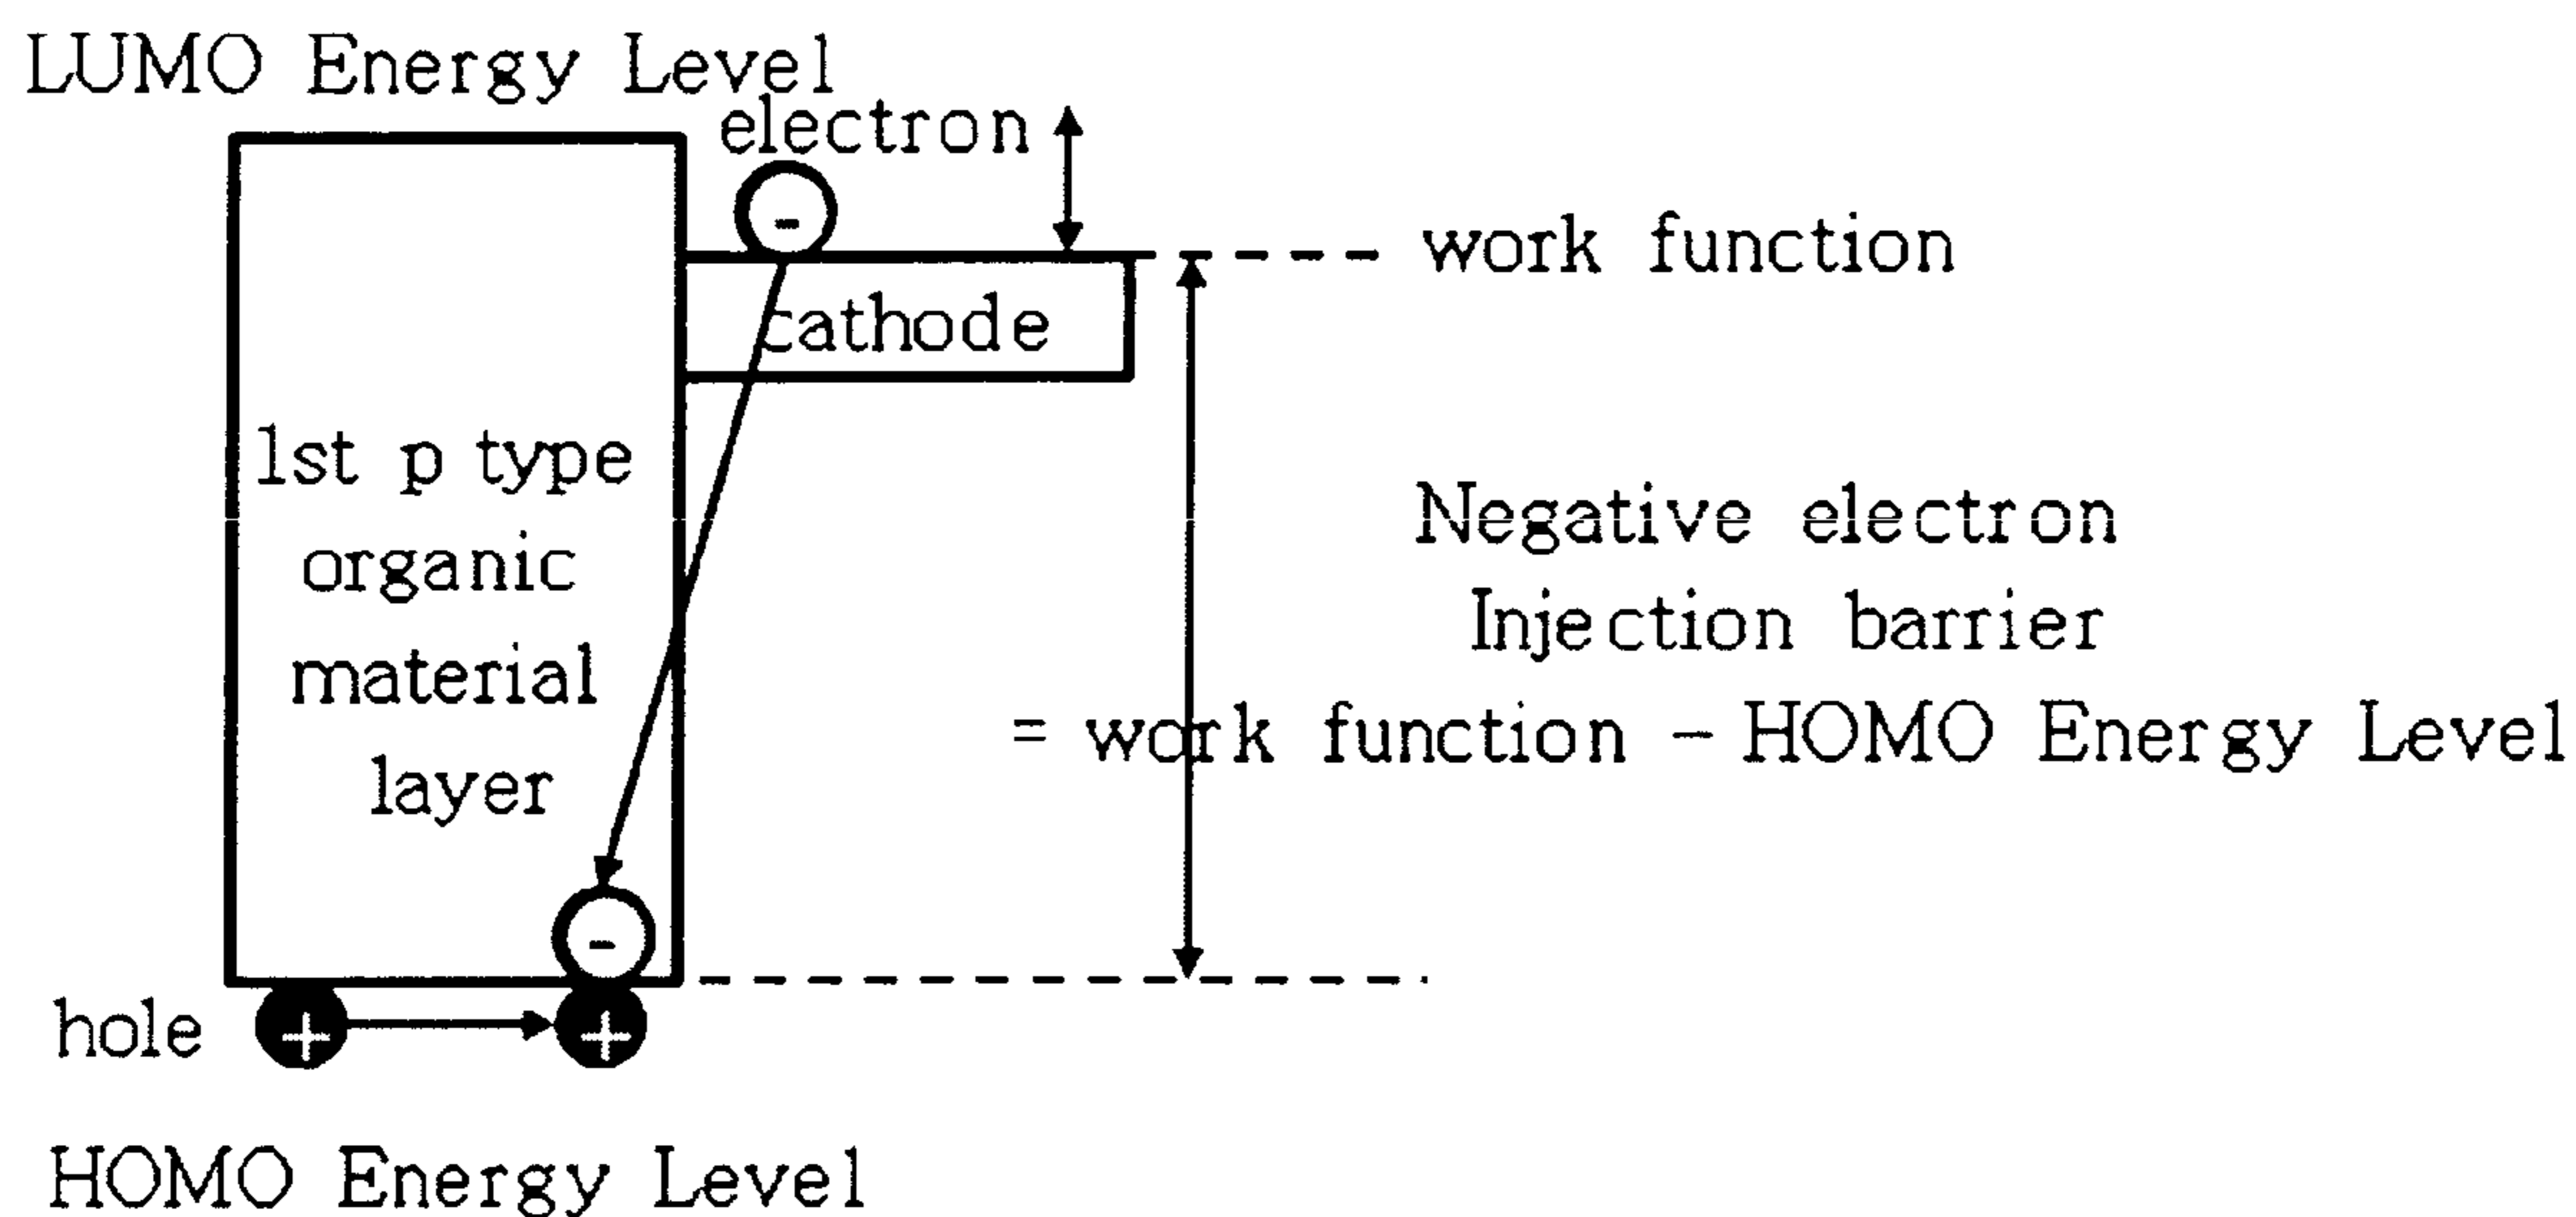 LUMO Energy Level
electron
-
work function
cathode
1st p type
organic
material
layer
Negative electron
Injection barrier
= work function - HOMO Energy Level
-
hole
+ +
HOMO Energy Level